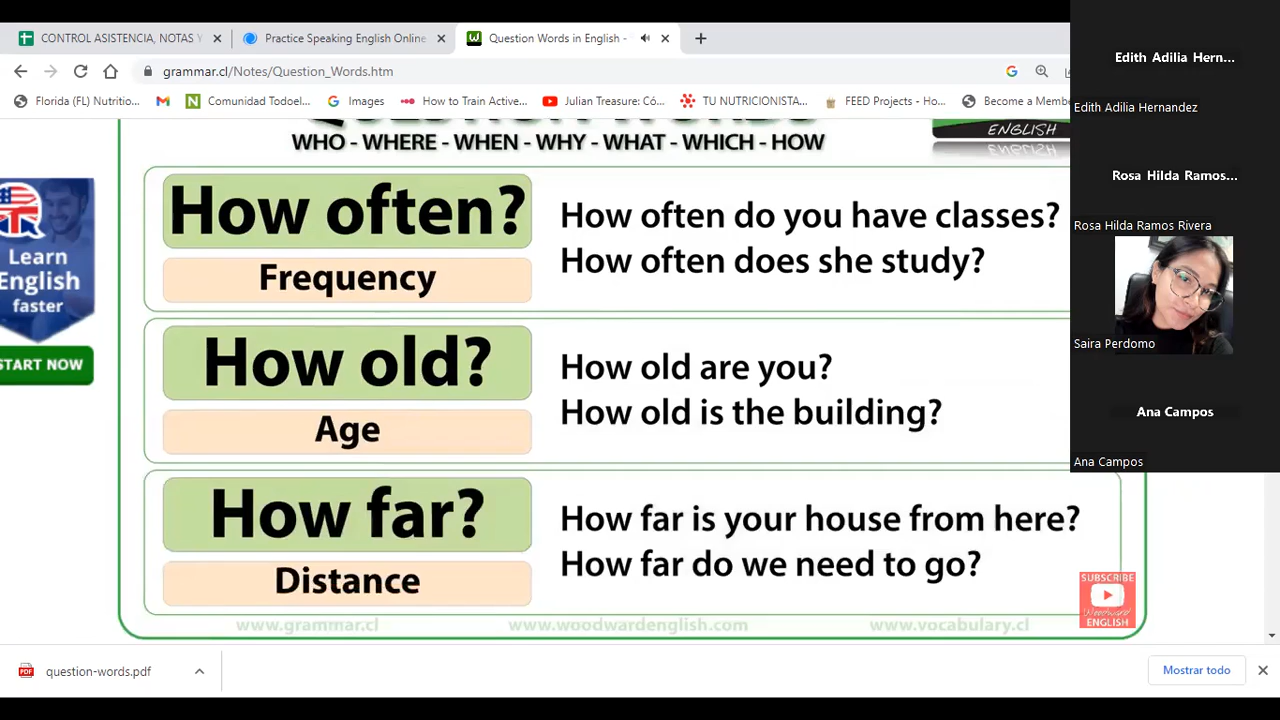 CONTROL ASISTENCIA, NOTAS Y
Practice Speaking English Online
Question Words in English -
grammar.cl/Notes/Question_Words.htm
Florida (FL) Nutritio...
Comunidad Todoel...
Images
How to Train Active...
Julian Treasure: Có...
TU NUTRICIONISTA...
FEED Projects - Ho...
Become a Membe
QUESTION WORDS
WHO - WHERE - WHEN - WHY - WHAT - WHICH - HOW
ENGLISH
How often?
Frequency
How often do you have classes?
How often does she study?
How old?
Age
How old are you?
How old is the building?
How far?
Distance
How far is your house from here?
How far do we need to go?
SUBSCRIBE
Woodward
ENGLISH
www.grammar.cl
www.woodwardenglish.com
www.vocabulary.cl
Learn
English
faster
START NOW
Edith Adilia Hern...
Edith Adilia Hernandez
Rosa Hilda Ramos...
Rosa Hilda Ramos Rivera
Saira Perdomo
Ana Campos
Ana Campos
question-words.pdf
Mostrar todo